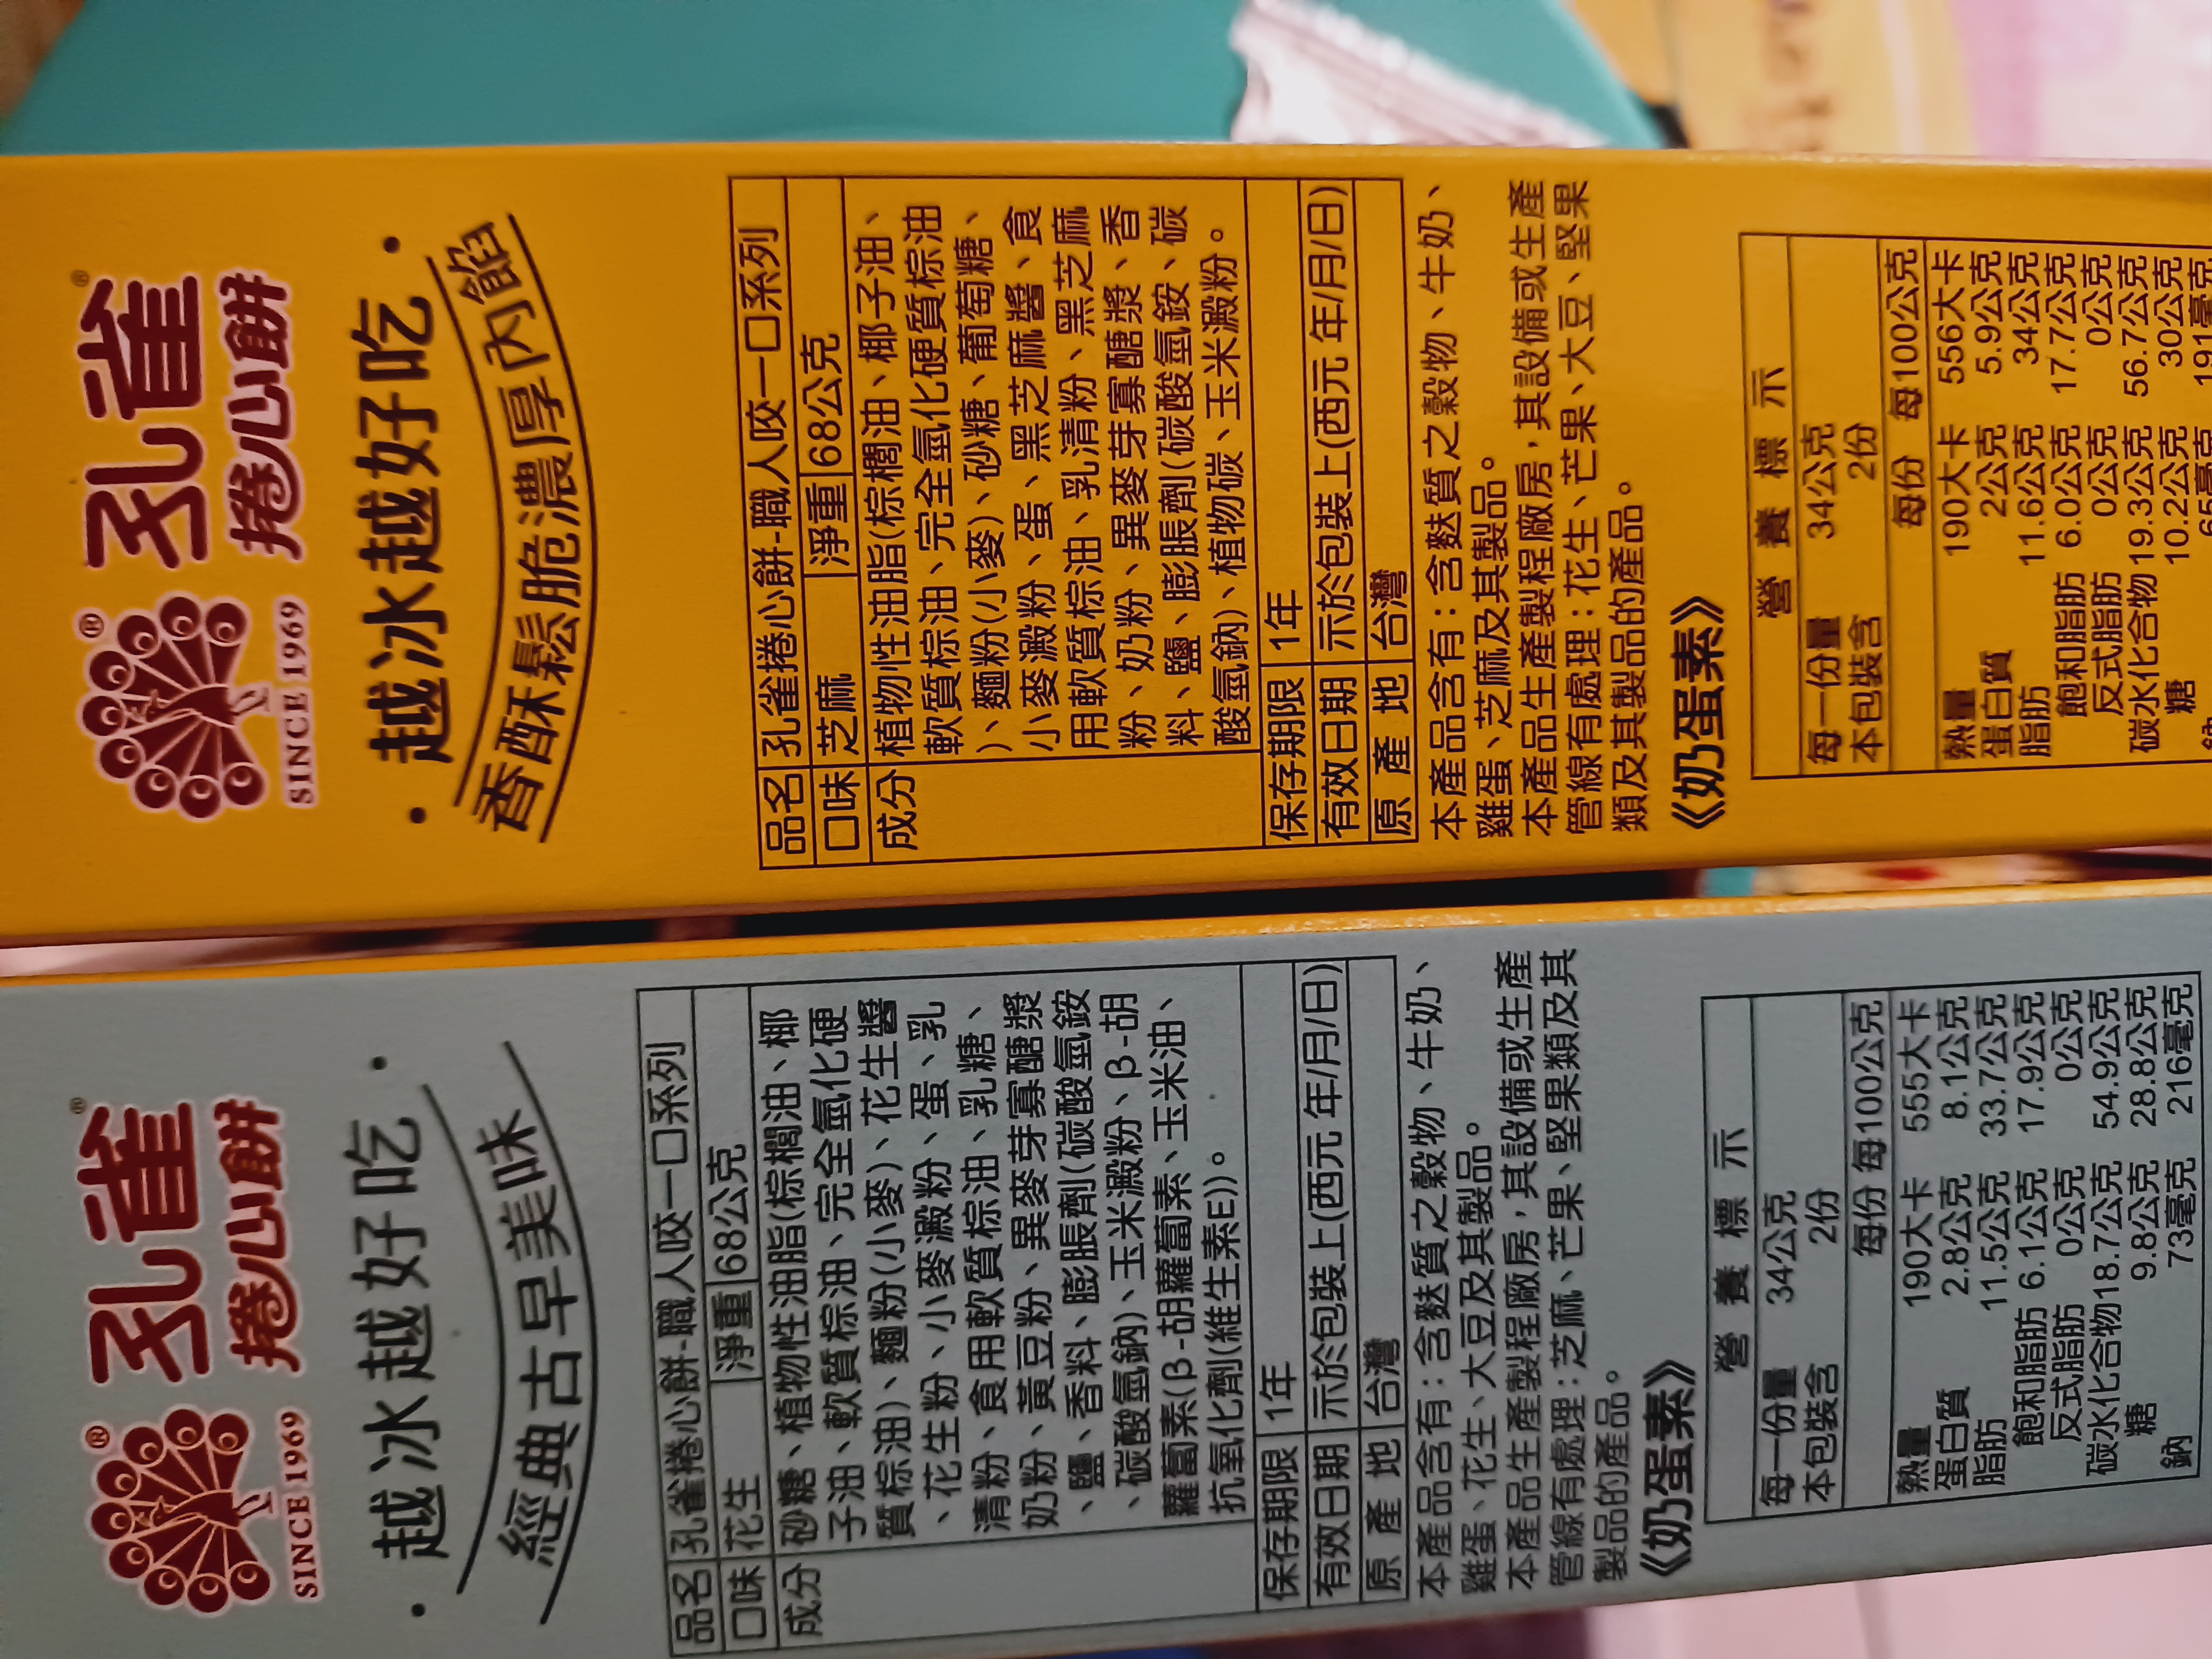 孔雀®
捲心餅
®
SINCE 1969
·越冰越好吃·
香酥鬆脆濃厚內餡
品名 孔雀捲心餅-職人咬一口系列
口味 芝麻 淨重 68公克
成分 植物性油脂(棕櫚油、椰子油、
軟質棕油、完全氫化硬質棕油
)、麵粉(小麥)、砂糖、葡萄糖、
小麥澱粉、蛋、黑芝麻醬、食
用軟質棕油、乳清粉、黑芝麻
粉、奶粉、異麥芽寡醣漿、香
料、鹽、膨脹劑(碳酸氫銨、碳
酸氫鈉)、植物碳、玉米澱粉。
保存期限 1年
有效日期 示於包裝上(西元 年/月/日)
原產地 台灣
本產品含有：含麩質之穀物、牛奶、
雞蛋、芝麻及其製品。
本產品生產製程廠房,其設備或生產
管線有處理:花生、芒果、大豆、堅果
類及其製品的產品。
《奶蛋素》
營養標示
每一份量 34公克
本包裝含 2份
每份 每100公克
熱量 190大卡 556大卡
蛋白質 2公克 5.9公克
脂肪 11.6公克 34公克
飽和脂肪 6.0公克 17.7公克
反式脂肪 0公克 0公克
碳水化合物 19.3公克 56.7公克
糖 10.2公克 30公克
鈉 65毫克 191毫克
孔雀®
捲心餅
®
SINCE 1969
·越冰越好吃·
經典古早美味
品名 孔雀捲心餅-職人咬一口系列
口味 花生 淨重 68公克
成分 砂糖、植物性油脂(棕櫚油、椰
子油、軟質棕油、完全氫化硬
質棕油)、麵粉(小麥)、花生醬
、花生粉、小麥澱粉、蛋、乳
清粉、食用軟質棕油、乳糖、
奶粉、黃豆粉、異麥芽寡醣漿
、鹽、香料、膨脹劑(碳酸氫銨
、碳酸氫鈉)、玉米澱粉、β-胡
蘿蔔素(β-胡蘿蔔素、玉米油、
抗氧化劑(維生素E))。
保存期限 1年
有效日期 示於包裝上(西元 年/月/日)
原產地 台灣
本產品含有：含麩質之穀物、牛奶、
雞蛋、花生、大豆及其製品。
本產品生產製程廠房,其設備或生產
管線有處理:芝麻、芒果、堅果類及其
製品的產品。
《奶蛋素》
營養標示
每一份量 34公克
本包裝含 2份
每份 每100公克
熱量 190大卡 555大卡
蛋白質 2.8公克 8.1公克
脂肪 11.5公克 33.7公克
飽和脂肪 6.1公克 17.9公克
反式脂肪 0公克 0公克
碳水化合物 18.7公克 54.9公克
糖 9.8公克 28.8公克
鈉 73毫克 216毫克